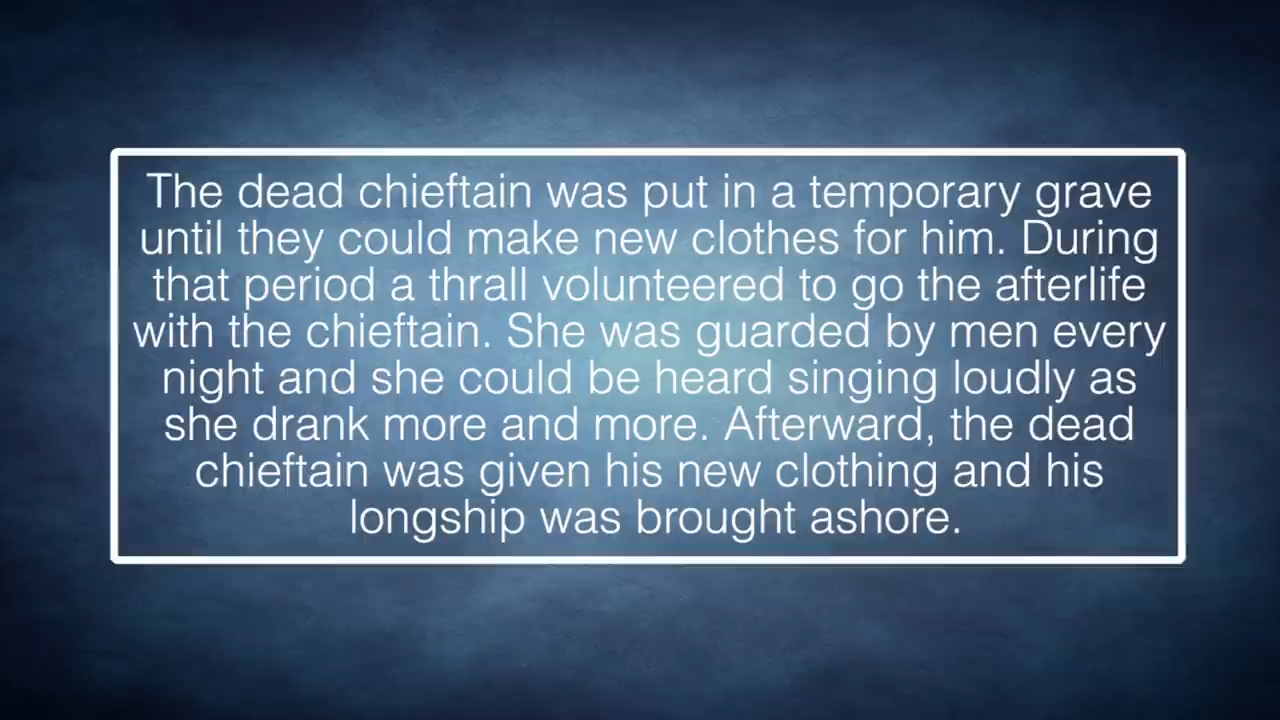 The dead chieftain was put in a temporary grave
until they could make new clothes for him. During
that period a thrall volunteered to go the afterlife
with the chieftain. She was guarded by men every
night and she could be heard singing loudly as
she drank more and more. Afterward, the dead
chieftain was given his new clothing and his
longship was brought ashore.